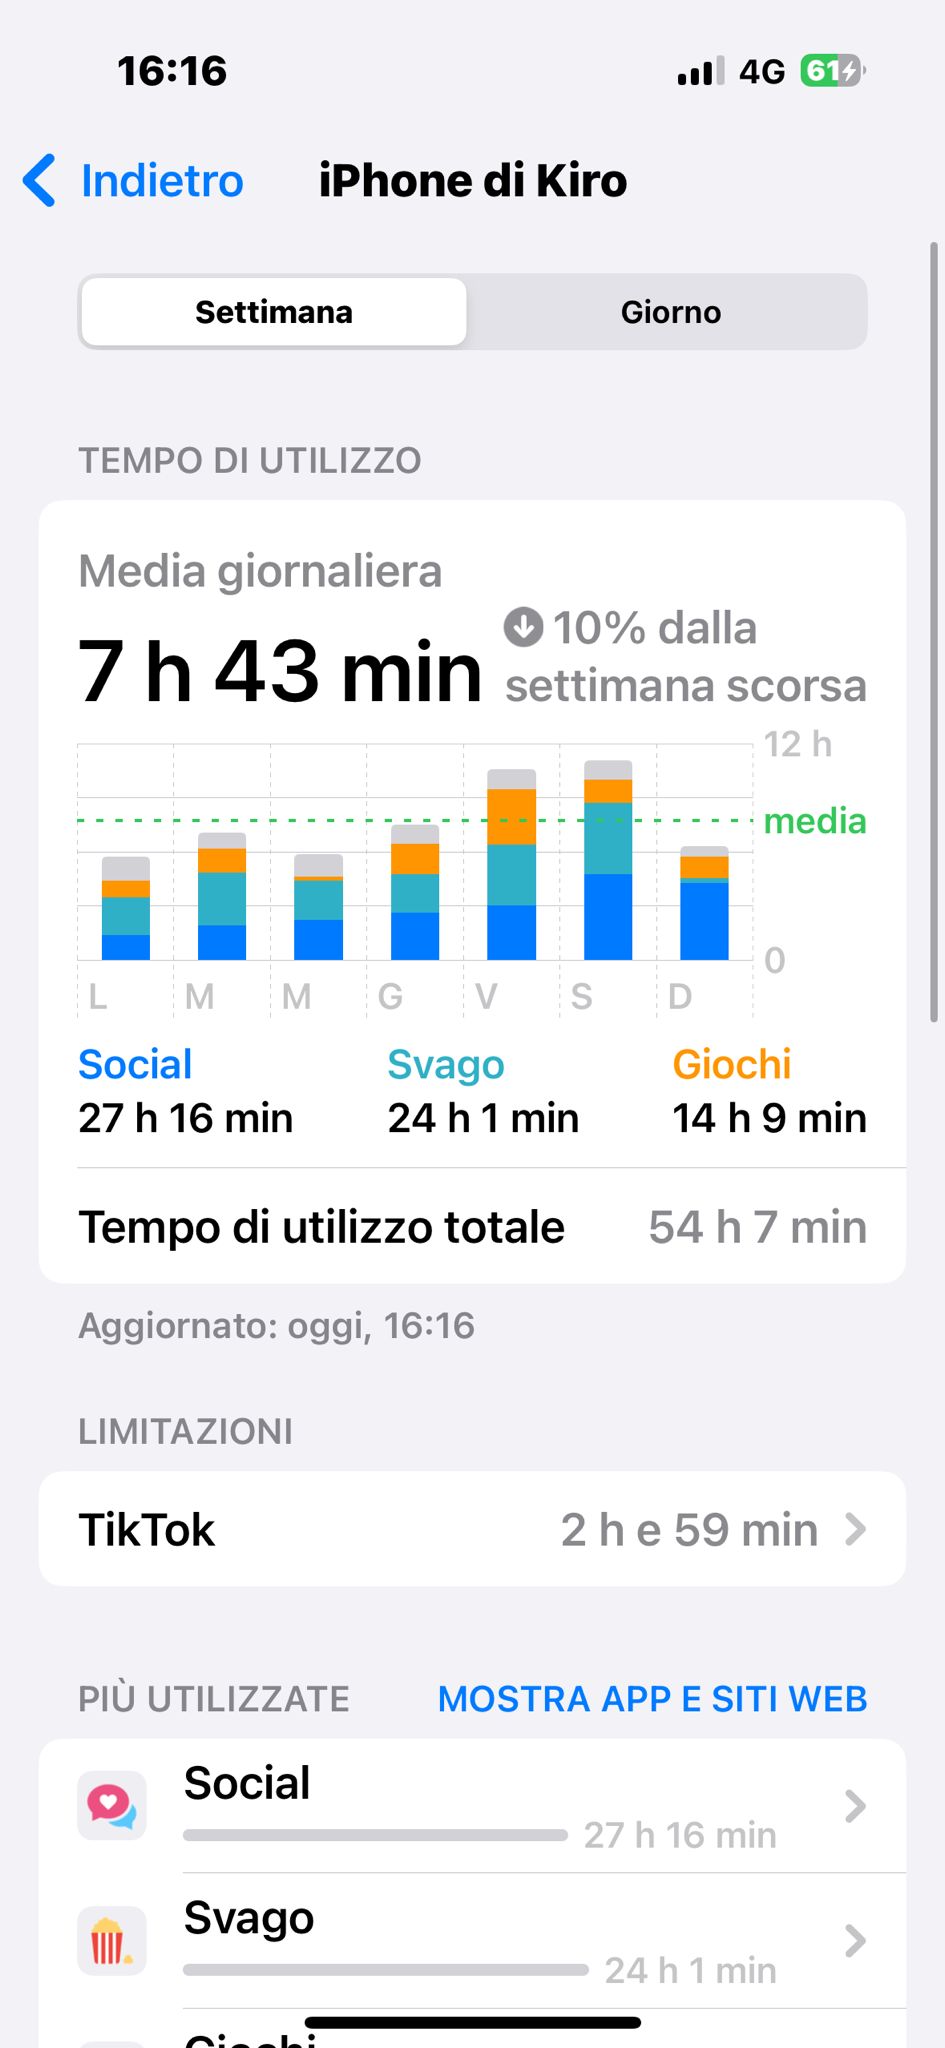 16:16
4G 61
Indietro
iPhone di Kiro
Settimana
Giorno
TEMPO DI UTILIZZO
Media giornaliera
7 h 43 min
10% dalla
settimana scorsa
12 h
media
0
L M M G V S D
Social Svago Giochi
27 h 16 min 24 h 1 min 14 h 9 min
Tempo di utilizzo totale 54 h 7 min
Aggiornato: oggi, 16:16
LIMITAZIONI
TikTok 2 h e 59 min
PIÙ UTILIZZATE MOSTRA APP E SITI WEB
Social
27 h 16 min
Svago
24 h 1 min
Giochi